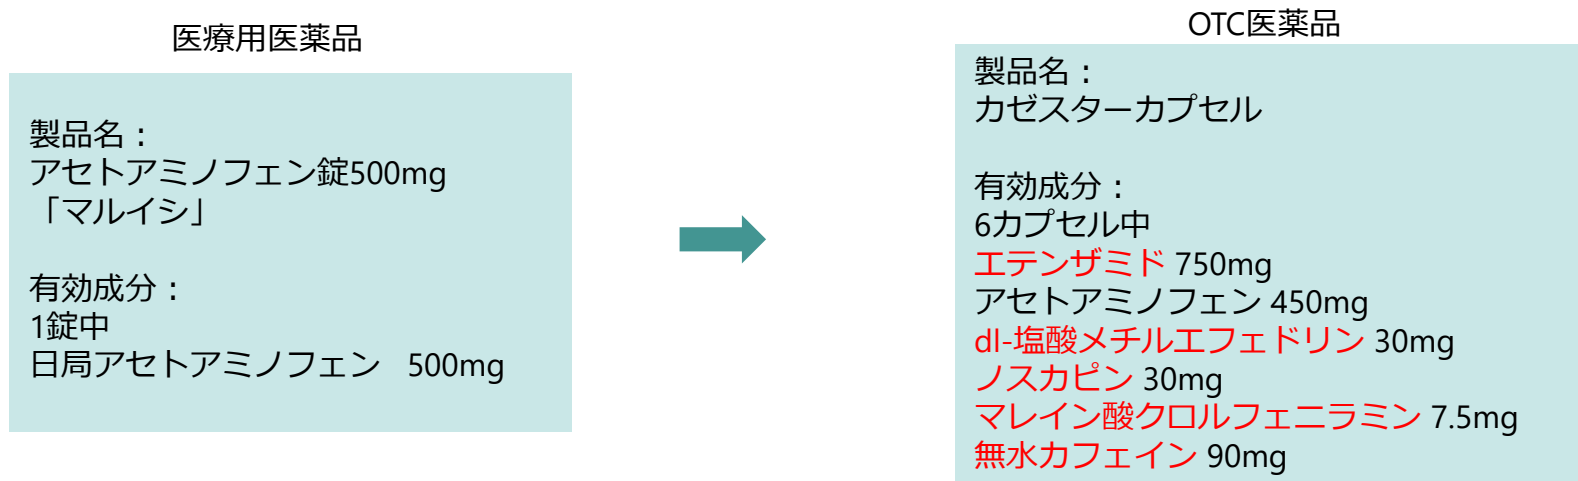 医療用医薬品
製品名：
アセトアミノフェン錠500mg
「マルイシ」
有効成分：
1錠中
日局アセトアミノフェン 500mg
OTC医薬品
製品名：
カゼスターカプセル
有効成分：
6カプセル中
エテンザミド 750mg
アセトアミノフェン 450mg
dl-塩酸メチルエフェドリン 30mg
ノスカピン 30mg
マレイン酸クロルフェニラミン 7.5mg
無水カフェイン 90mg